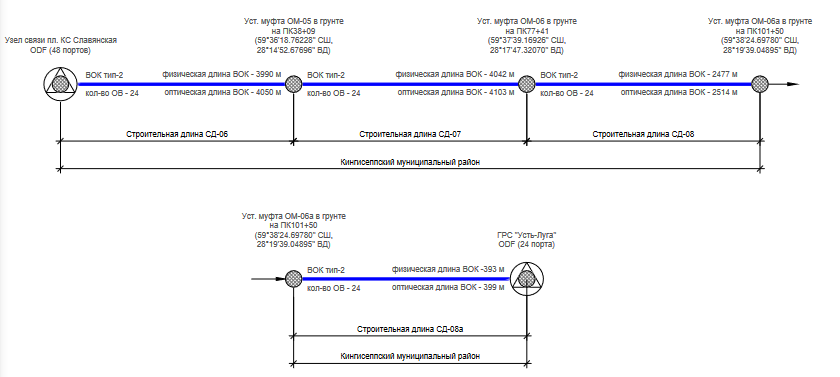 Узел связи пл. КС Славянская
ODF (48 портов)
Уст. муфта ОМ-05 в грунте
на ПК38+09
(59°36'18.76228" СШ,
28°14'52.67696" ВД)
Уст. муфта ОМ-06 в грунте
на ПК77+41
(59°37'39.16926" СШ,
28°17'47.32070" ВД)
Уст. муфта ОМ-06а в грунте
на ПК101+50
(59°38'24.69780" СШ,
28°19'39.04895" ВД)
ВОК тип-2
физическая длина ВОК - 3990 м
кол-во ОВ - 24
оптическая длина ВОК - 4050 м
ВОК тип-2
физическая длина ВОК - 4042 м
кол-во ОВ - 24
оптическая длина ВОК - 4103 м
ВОК тип-2
физическая длина ВОК - 2477 м
кол-во ОВ - 24
оптическая длина ВОК - 2514 м
Строительная длина СД-06
Строительная длина СД-07
Строительная длина СД-08
Кингисеппский муниципальный район
Уст. муфта ОМ-06а в грунте
на ПК101+50
(59°38'24.69780" СШ,
28°19'39.04895" ВД)
ГРС "Усть-Луга"
ODF (24 порта)
ВОК тип-2
физическая длина ВОК -393 м
кол-во ОВ - 24
оптическая длина ВОК - 399 м
Строительная длина СД-08а
Кингисеппский муниципальный район